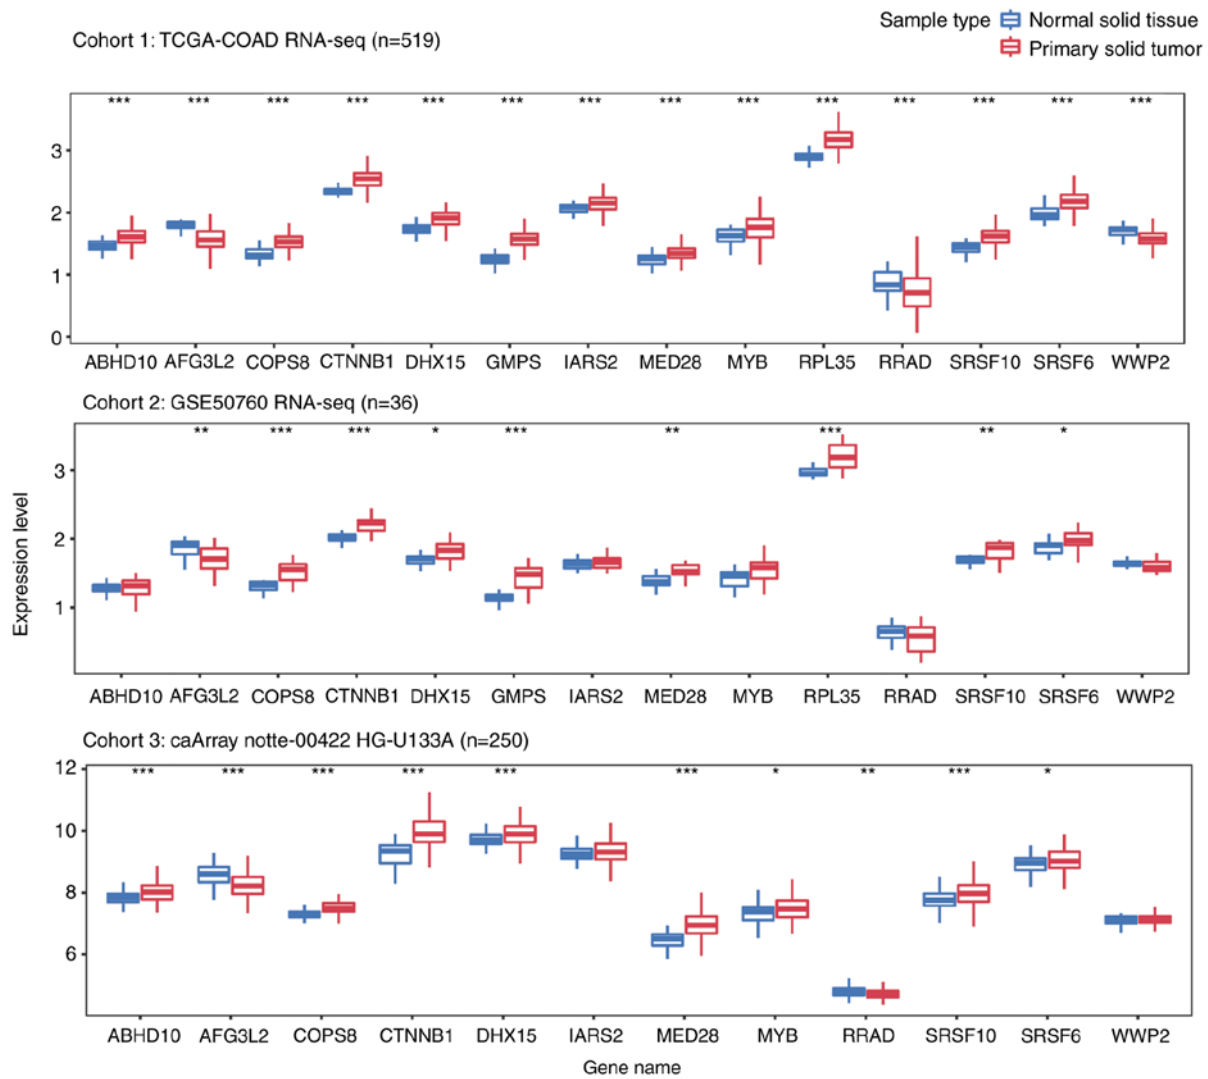 Sample type Normal solid tissue
Primary solid tumor
Cohort 1: TCGA-COAD RNA-seq (n=519)
*** *** *** *** *** *** *** *** *** *** *** *** *** ***
3
2
1
0
ABHD10 AFG3L2 COPS8 CTNNB1 DHX15 GMPS IARS2 MED28 MYB RPL35 RRAD SRSF10 SRSF6 WWP2
Cohort 2: GSE50760 RNA-seq (n=36)
** *** *** * *** ** *** ** *
3
2
1
Expression level
ABHD10 AFG3L2 COPS8 CTNNB1 DHX15 GMPS IARS2 MED28 MYB RPL35 RRAD SRSF10 SRSF6 WWP2
Cohort 3: caArray notte-00422 HG-U133A (n=250)
*** *** *** *** *** *** * ** *** *
12
10
8
6
ABHD10 AFG3L2 COPS8 CTNNB1 DHX15 IARS2 MED28 MYB RRAD SRSF10 SRSF6 WWP2
Gene name